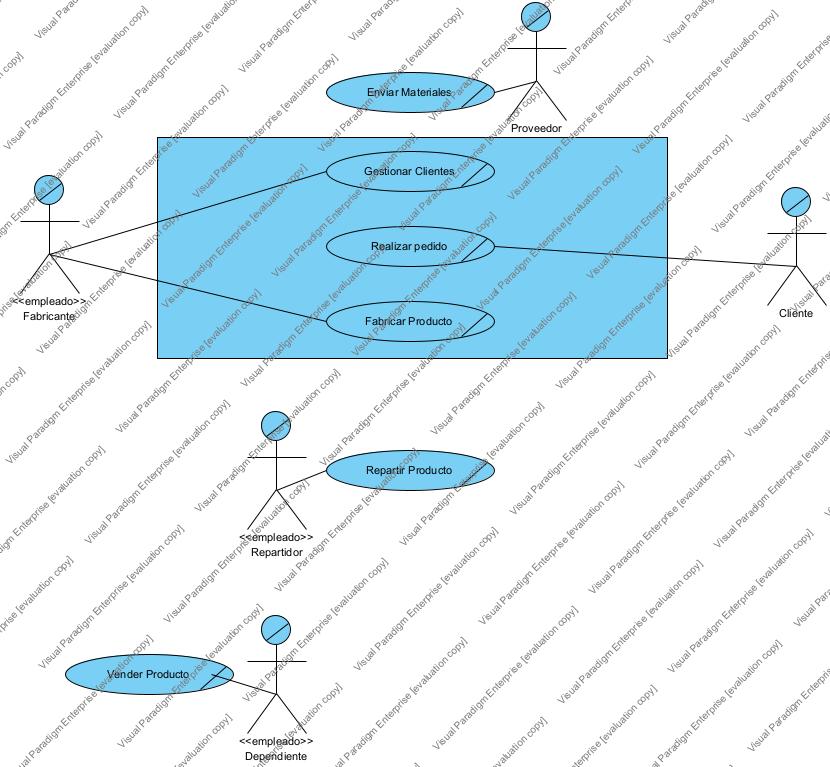 Enviar Materiales
Proveedor
Gestionar Clientes
Realizar pedido
<<empleado>>
Fabricante
Cliente
Fabricar Producto
Repartir Producto
<<empleado>>
Repartidor
Vender Producto
<<empleado>>
Dependiente
Visual Paradigm Enterprise [evaluation copy]